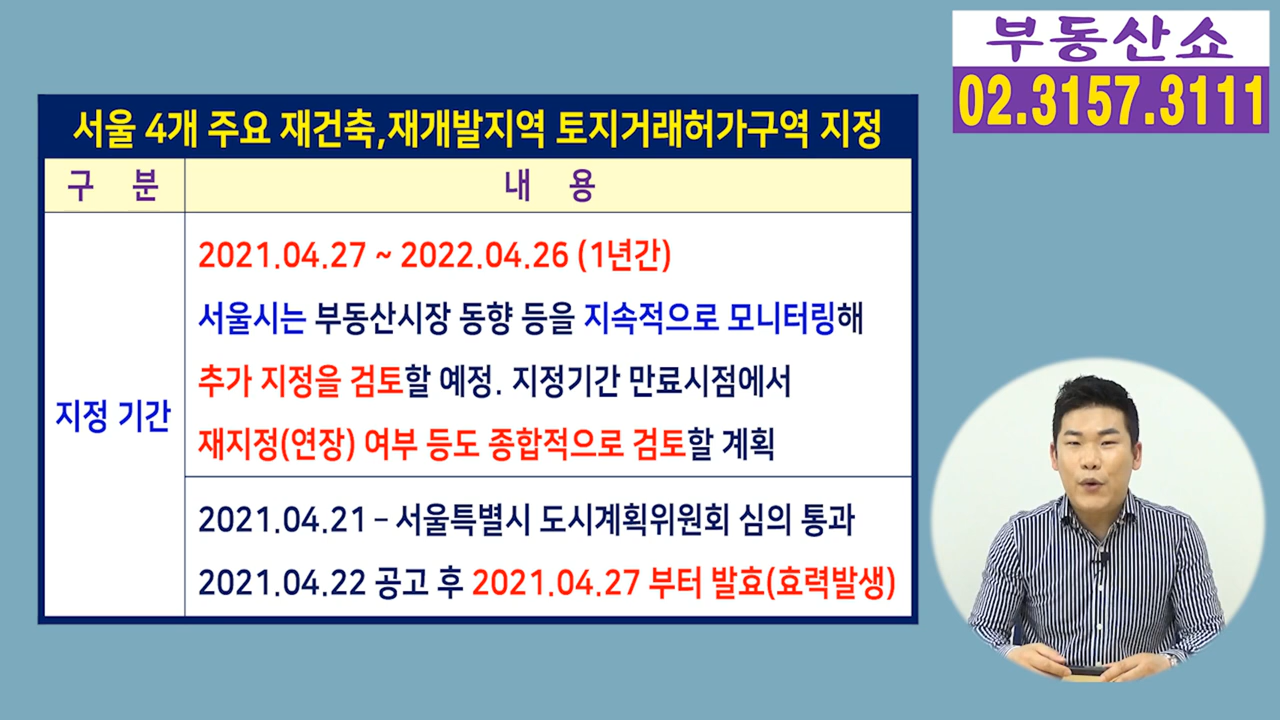 부동산쇼
02.3157.3111
서울 4개 주요 재건축,재개발지역 토지거래허가구역 지정
구 분
내 용
지정 기간
2021.04.27 ~ 2022.04.26 (1년간)
서울시는 부동산시장 동향 등을 지속적으로 모니터링해
추가 지정을 검토할 예정. 지정기간 만료시점에서
재지정(연장) 여부 등도 종합적으로 검토할 계획
2021.04.21 – 서울특별시 도시계획위원회 심의 통과
2021.04.22 공고 후 2021.04.27 부터 발효(효력발생)